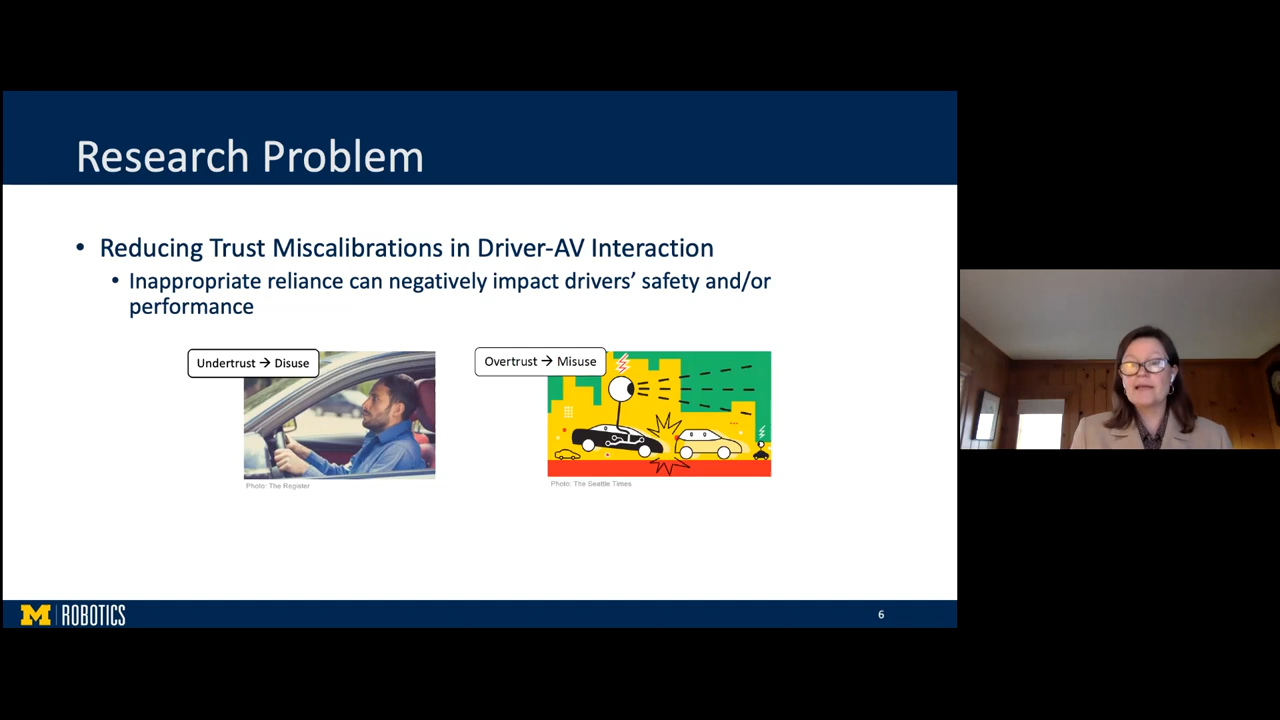 Research Problem
• Reducing Trust Miscalibrations in Driver-AV Interaction
• Inappropriate reliance can negatively impact drivers’ safety and/or
performance
Undertrust → Disuse
Overtrust → Misuse
Photo: The Register
Photo: The Seattle Times
M ROBOTICS
6